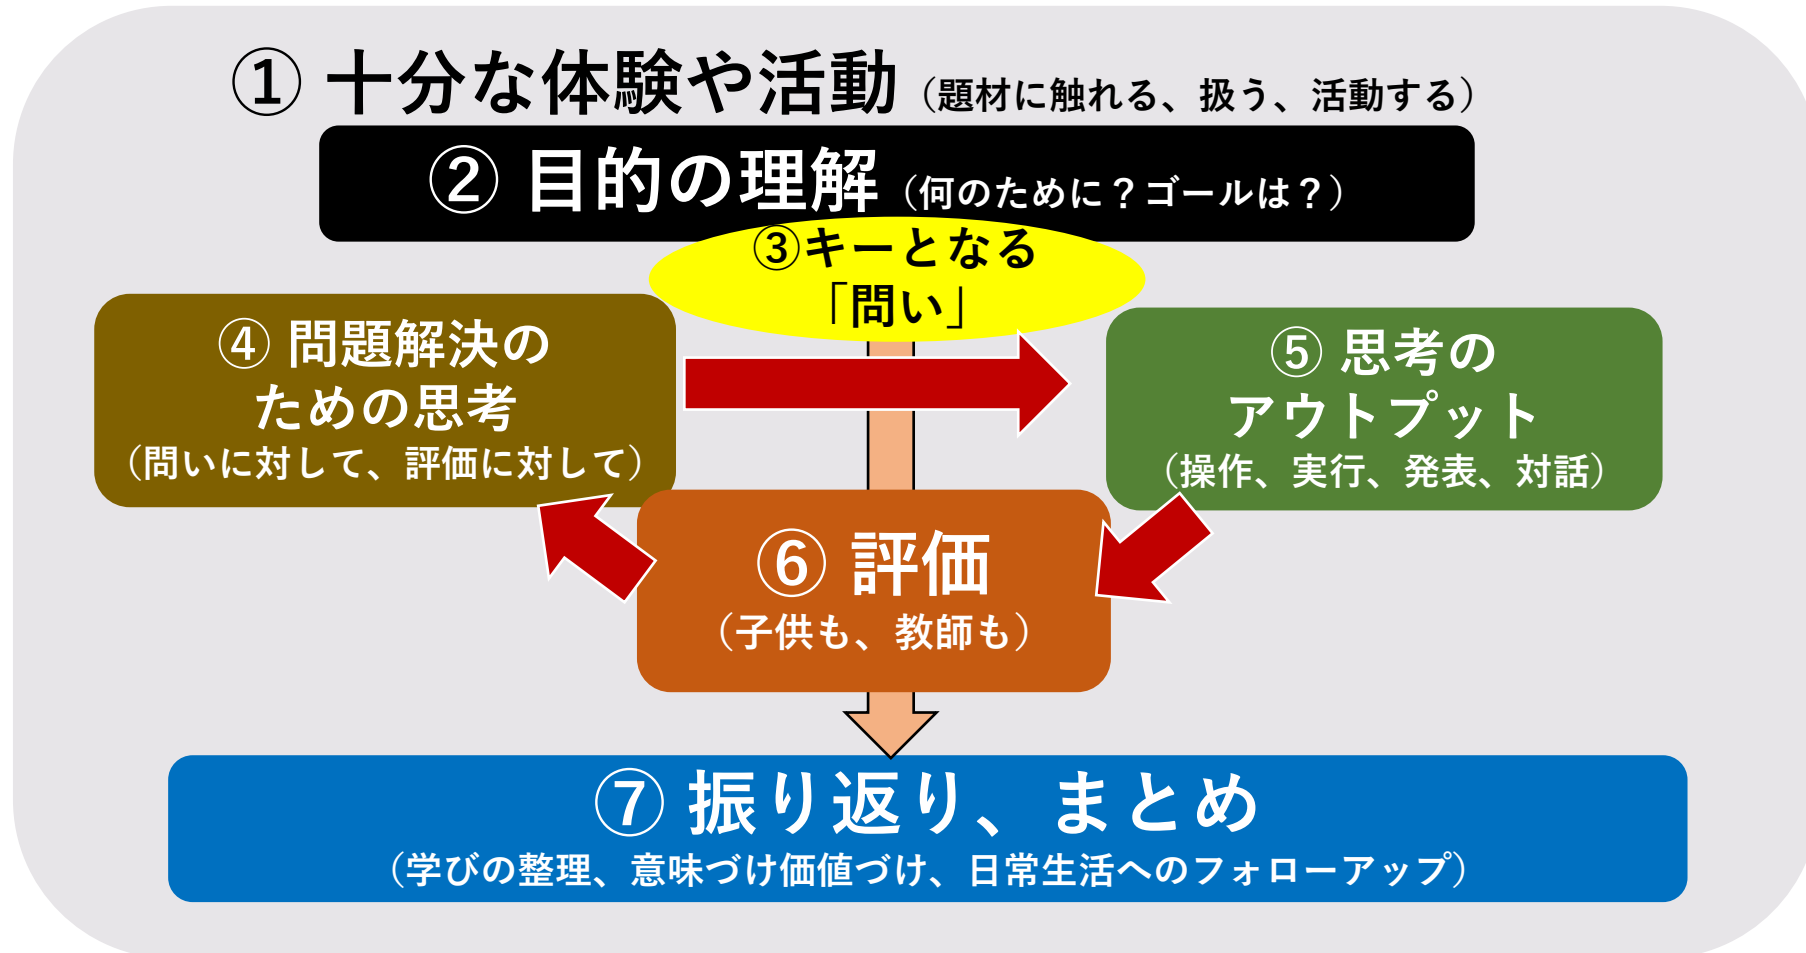 ① 十分な体験や活動（題材に触れる、扱う、活動する）
② 目的の理解（何のために？ゴールは？）
③キーとなる
「問い」
④ 問題解決の
ための思考
（問いに対して、評価に対して）
⑤ 思考の
アウトプット
（操作、実行、発表、対話）
⑥ 評価
（子供も、教師も）
⑦ 振り返り、まとめ
（学びの整理、意味づけ価値づけ、日常生活へのフォローアップ）